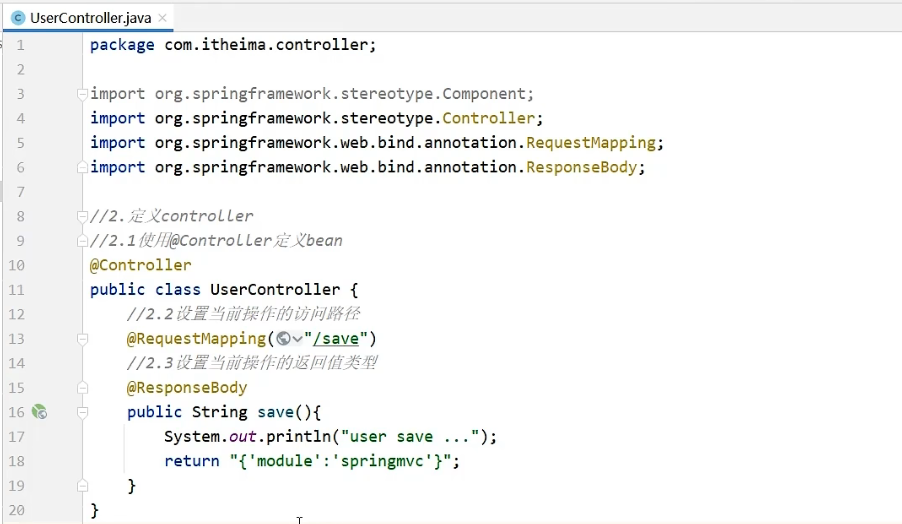 UserController.java
1 package com.itheima.controller;
2
3 import org.springframework.stereotype.Component;
4 import org.springframework.stereotype.Controller;
5 import org.springframework.web.bind.annotation.RequestMapping;
6 import org.springframework.web.bind.annotation.ResponseBody;
7
8 //2.定义controller
9 //2.1使用@Controller定义bean
10 @Controller
11 public class UserController {
12 //2.2设置当前操作的访问路径
13 @RequestMapping("/save")
14 //2.3设置当前操作的返回值类型
15 @ResponseBody
16 public String save(){
17 System.out.println("user save ...");
18 return "{'module':'springmvc'}";
19 }
20 }